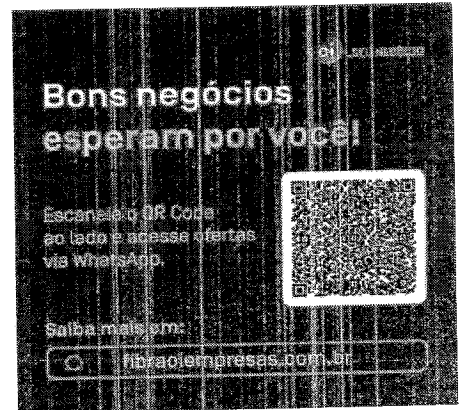 Oi
Bons negócios
esperam por você!
Escaneie o QR Code
ao lado e acesse ofertas
via WhatsApp.
Saiba mais em:
fibraoiempresas.com.br